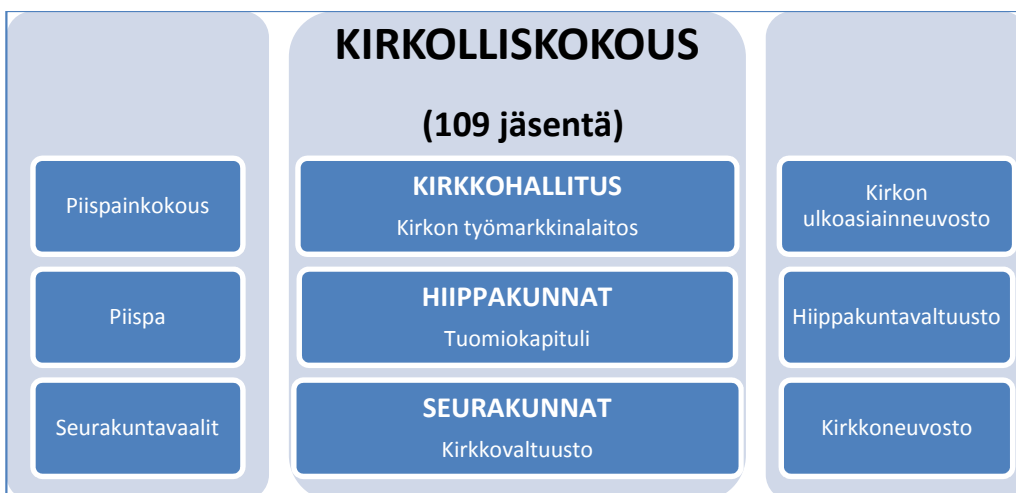 KIRKOLLISKOKOUS
(109 jäsentä)
Piispainkokous
KIRKKOHALLITUS
Kirkon työmarkkinalaitos
Kirkon
ulkoasiainneuvosto
Piispa
HIIPPAKUNNAT
Tuomiokapituli
Hiippakuntavaltuusto
Seurakuntavaalit
SEURAKUNNAT
Kirkkovaltuusto
Kirkkoneuvosto